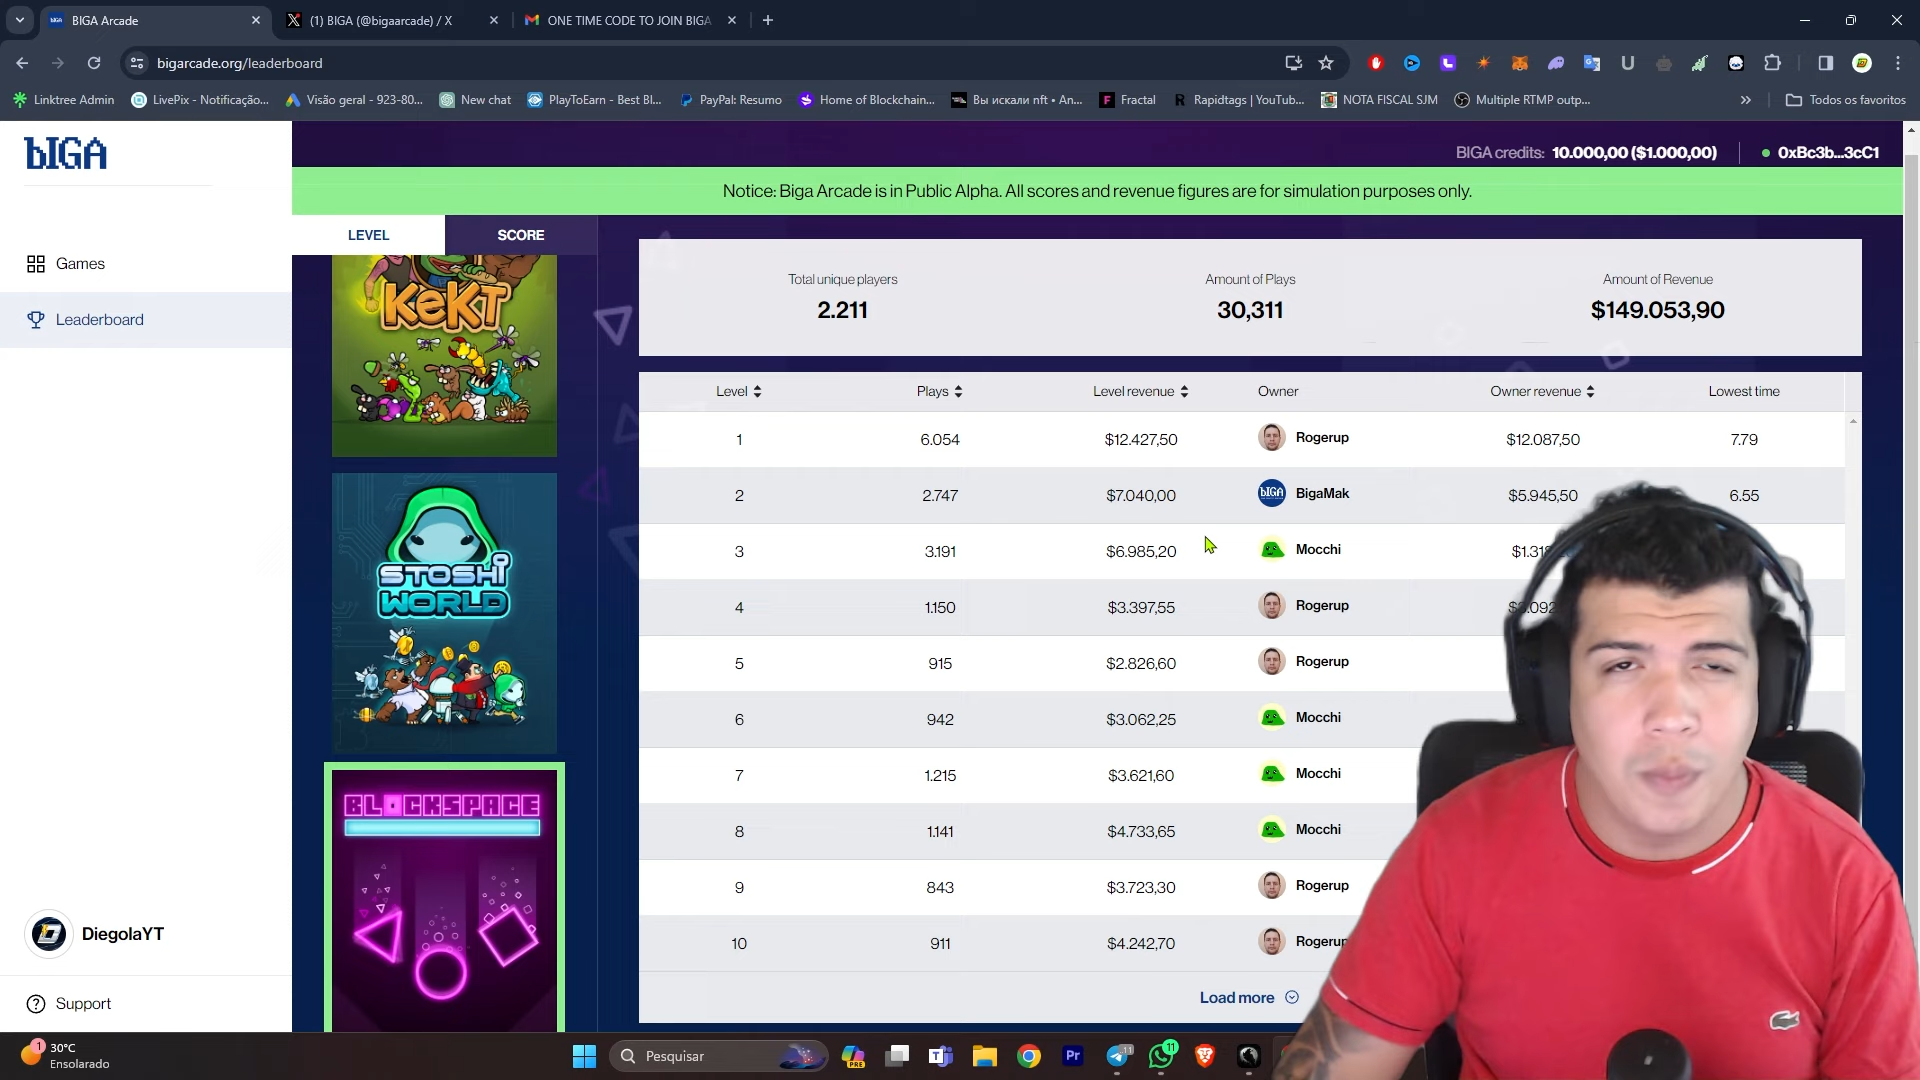 BIGA Arcade
(1) BIGA (@bigaarcade) / X
ONE TIME CODE TO JOIN BIGA
bigarcade.org/leaderboard
Linktree Admin
LivePix - Notificação...
Visão geral - 923-80...
New chat
PlayToEarn - Best Bl...
PayPal: Resumo
Home of Blockchain...
Вы искали nft • An...
Fractal
Rapidtags | YouTub...
NOTA FISCAL SJM
Multiple RTMP outp...
Todos os favoritos
bIGA
BIGA credits: 10.000,00 ($1.000,00)
0xBc3b...3cC1
Notice: Biga Arcade is in Public Alpha. All scores and revenue figures are for simulation purposes only.
Games
Leaderboard
DiegolaYT
Support
LEVEL SCORE
KEKT
STOSHI
WORLD
BLOCKSPACE
Total unique players Amount of Plays Amount of Revenue
2.211 30,311 $149.053,90
Level Plays Level revenue Owner Owner revenue Lowest time
1 6.054 $12.427,50 Rogerup $12.087,50 7.79
2 2.747 $7.040,00 bIGA BigaMak $5.945,50 6.55
3 3.191 $6.985,20 Mocchi
4 1.150 $3.397,55 Rogerup
5 915 $2.826,60 Rogerup
6 942 $3.062,25 Mocchi
7 1.215 $3.621,60 Mocchi
8 1.141 $4.733,65 Mocchi
9 843 $3.723,30 Rogerup
10 911 $4.242,70 Rogerup
Load more
1 30°C
Ensolarado
Pesquisar
PRE
Pr
11
11